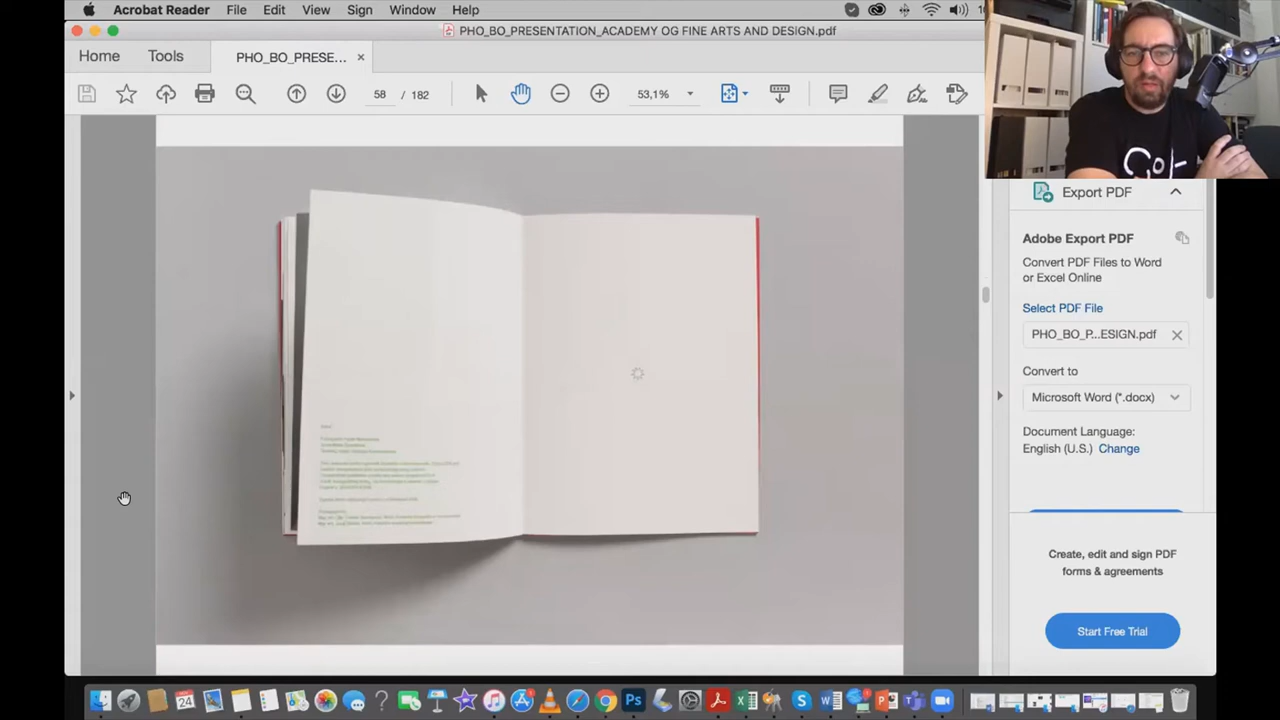 Acrobat Reader File Edit View Sign Window Help
PHO_BO_PRESENTATION_ACADEMY OG FINE ARTS AND DESIGN.pdf
Home Tools PHO_BO_PRESE...
58 / 182 53,1%
Export PDF
Adobe Export PDF
Convert PDF Files to Word
or Excel Online
Select PDF File
PHO_BO_P...ESIGN.pdf
Convert to
Microsoft Word (*.docx)
Document Language:
English (U.S.) Change
Create, edit and sign PDF
forms & agreements
Start Free Trial
24